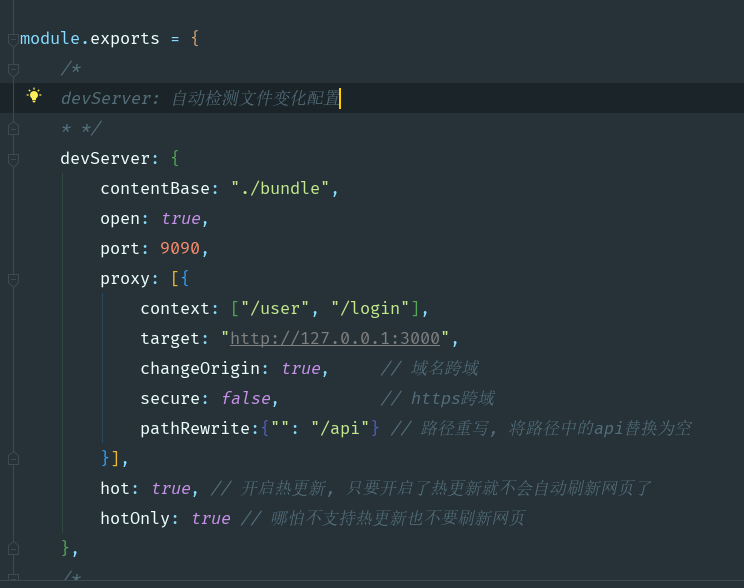 module.exports = {
/*
devServer: 自动检测文件变化配置
* */
devServer: {
contentBase: "./bundle",
open: true,
port: 9090,
proxy: [{
context: ["/user", "/login"],
target: "http://127.0.0.1:3000",
changeOrigin: true, // 域名跨域
secure: false, // https跨域
pathRewrite:{"": "/api"} // 路径重写, 将路径中的api替换为空
}],
hot: true, // 开启热更新, 只要开启了热更新就不会自动刷新网页了
hotOnly: true // 哪怕不支持热更新也不要刷新网页
},
/*